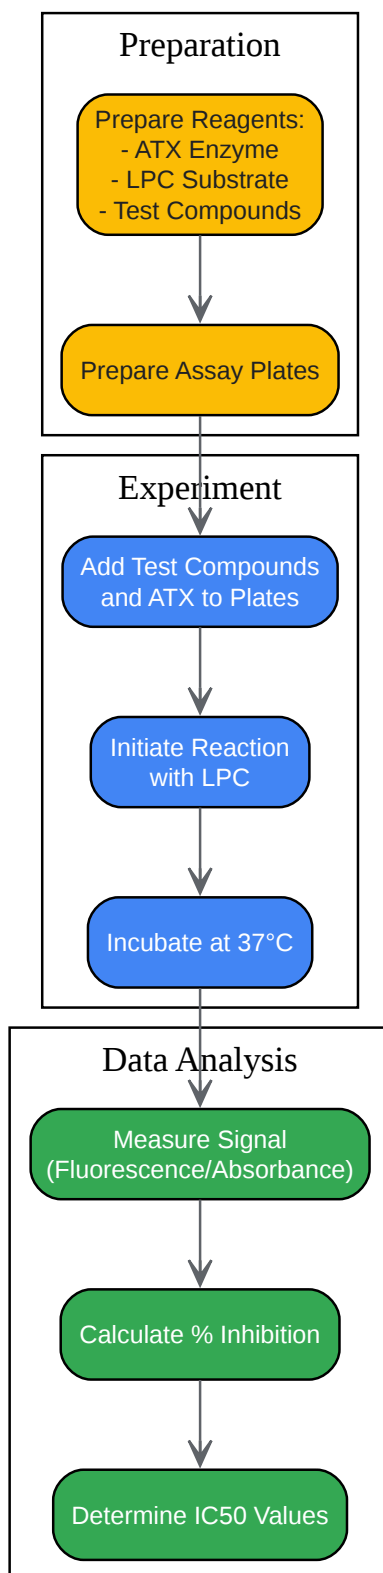 Preparation
Prepare Reagents:
- ATX Enzyme
- LPC Substrate
- Test Compounds
Prepare Assay Plates
Experiment
Add Test Compounds
and ATX to Plates
Initiate Reaction
with LPC
Incubate at 37°C
Data Analysis
Measure Signal
(Fluorescence/Absorbance)
Calculate % Inhibition
Determine IC50 Values